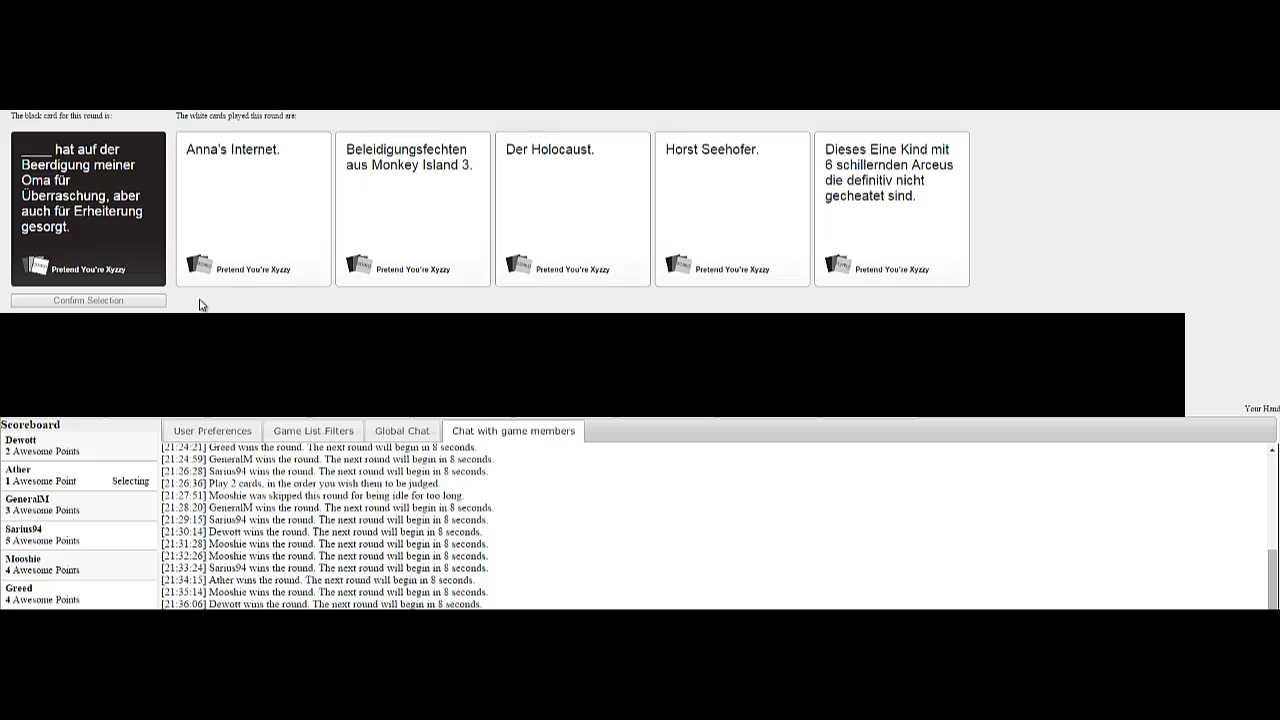 The black card for this round is:
The white cards played this round are:
____ hat auf der
Beerdigung meiner
Oma für
Überraschung, aber
auch für Erheiterung
gesorgt.
Pretend You're Xyzzy
Anna's Internet.
Pretend You're Xyzzy
Beleidigungsfechten
aus Monkey Island 3.
Pretend You're Xyzzy
Der Holocaust.
Pretend You're Xyzzy
Horst Seehofer.
Pretend You're Xyzzy
Dieses Eine Kind mit
6 schillernden Arceus
die definitiv nicht
gecheatet sind.
Pretend You're Xyzzy
Confirm Selection
Your Hand
Scoreboard
Dewott
2 Awesome Points
Ather
1 Awesome Point Selecting
GeneralM
3 Awesome Points
Sarius94
5 Awesome Points
Mooshie
4 Awesome Points
Greed
4 Awesome Points
User Preferences Game List Filters Global Chat Chat with game members
[21:24:21] Greed wins the round. The next round will begin in 8 seconds.
[21:24:59] GeneralM wins the round. The next round will begin in 8 seconds.
[21:26:28] Sarius94 wins the round. The next round will begin in 8 seconds.
[21:26:36] Play 2 cards, in the order you wish them to be judged.
[21:27:51] Mooshie was skipped this round for being idle for too long.
[21:28:20] GeneralM wins the round. The next round will begin in 8 seconds.
[21:29:15] Sarius94 wins the round. The next round will begin in 8 seconds.
[21:30:14] Dewott wins the round. The next round will begin in 8 seconds.
[21:31:28] Mooshie wins the round. The next round will begin in 8 seconds.
[21:32:26] Mooshie wins the round. The next round will begin in 8 seconds.
[21:33:24] Sarius94 wins the round. The next round will begin in 8 seconds.
[21:34:15] Ather wins the round. The next round will begin in 8 seconds.
[21:35:14] Mooshie wins the round. The next round will begin in 8 seconds.
[21:36:06] Dewott wins the round. The next round will begin in 8 seconds.